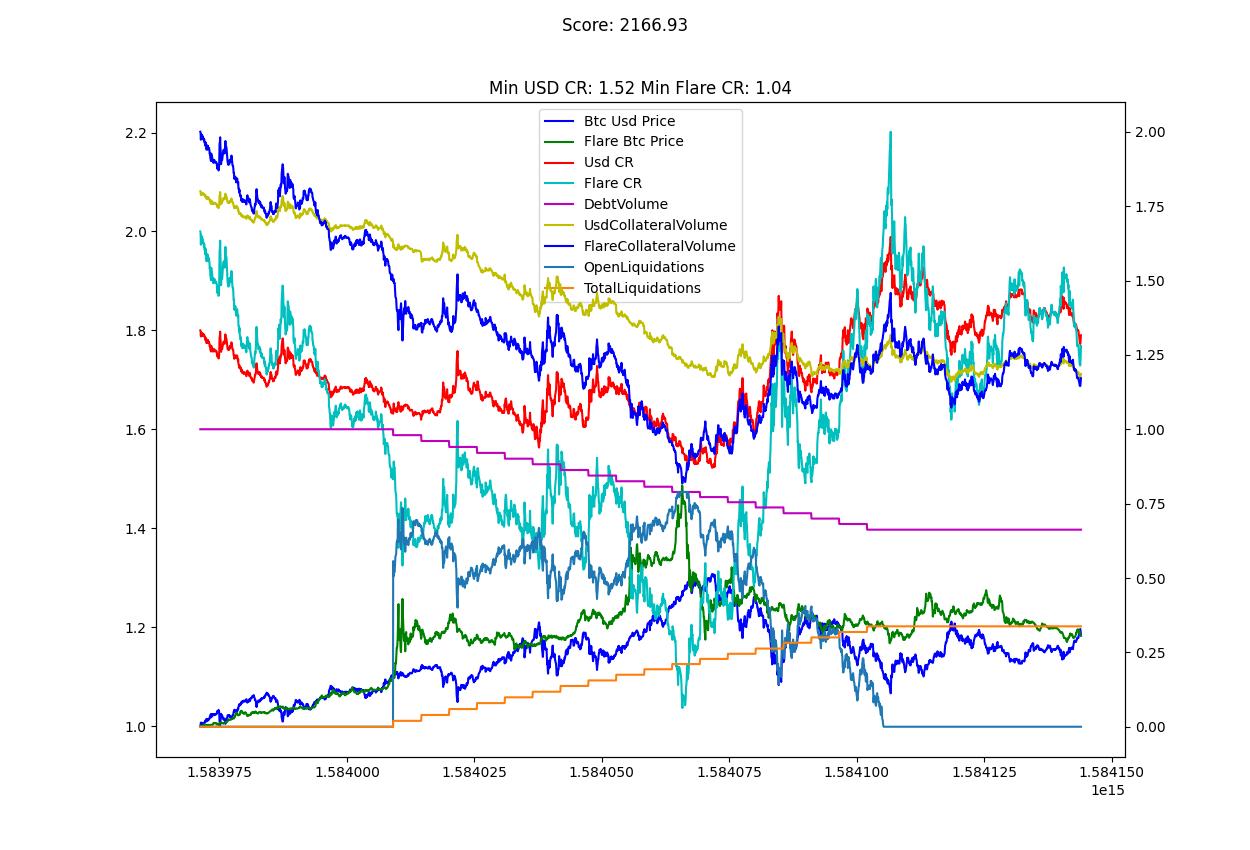 Score: 2166.93
Min USD CR: 1.52 Min Flare CR: 1.04
Btc Usd Price
Flare Btc Price
Usd CR
Flare CR
DebtVolume
UsdCollateralVolume
FlareCollateralVolume
OpenLiquidations
TotalLiquidations
2.2
2.0
1.8
1.6
1.4
1.2
1.0
2.00
1.75
1.50
1.25
1.00
0.75
0.50
0.25
0.00
1.583975 1.584000 1.584025 1.584050 1.584075 1.584100 1.584125 1.584150
1e15